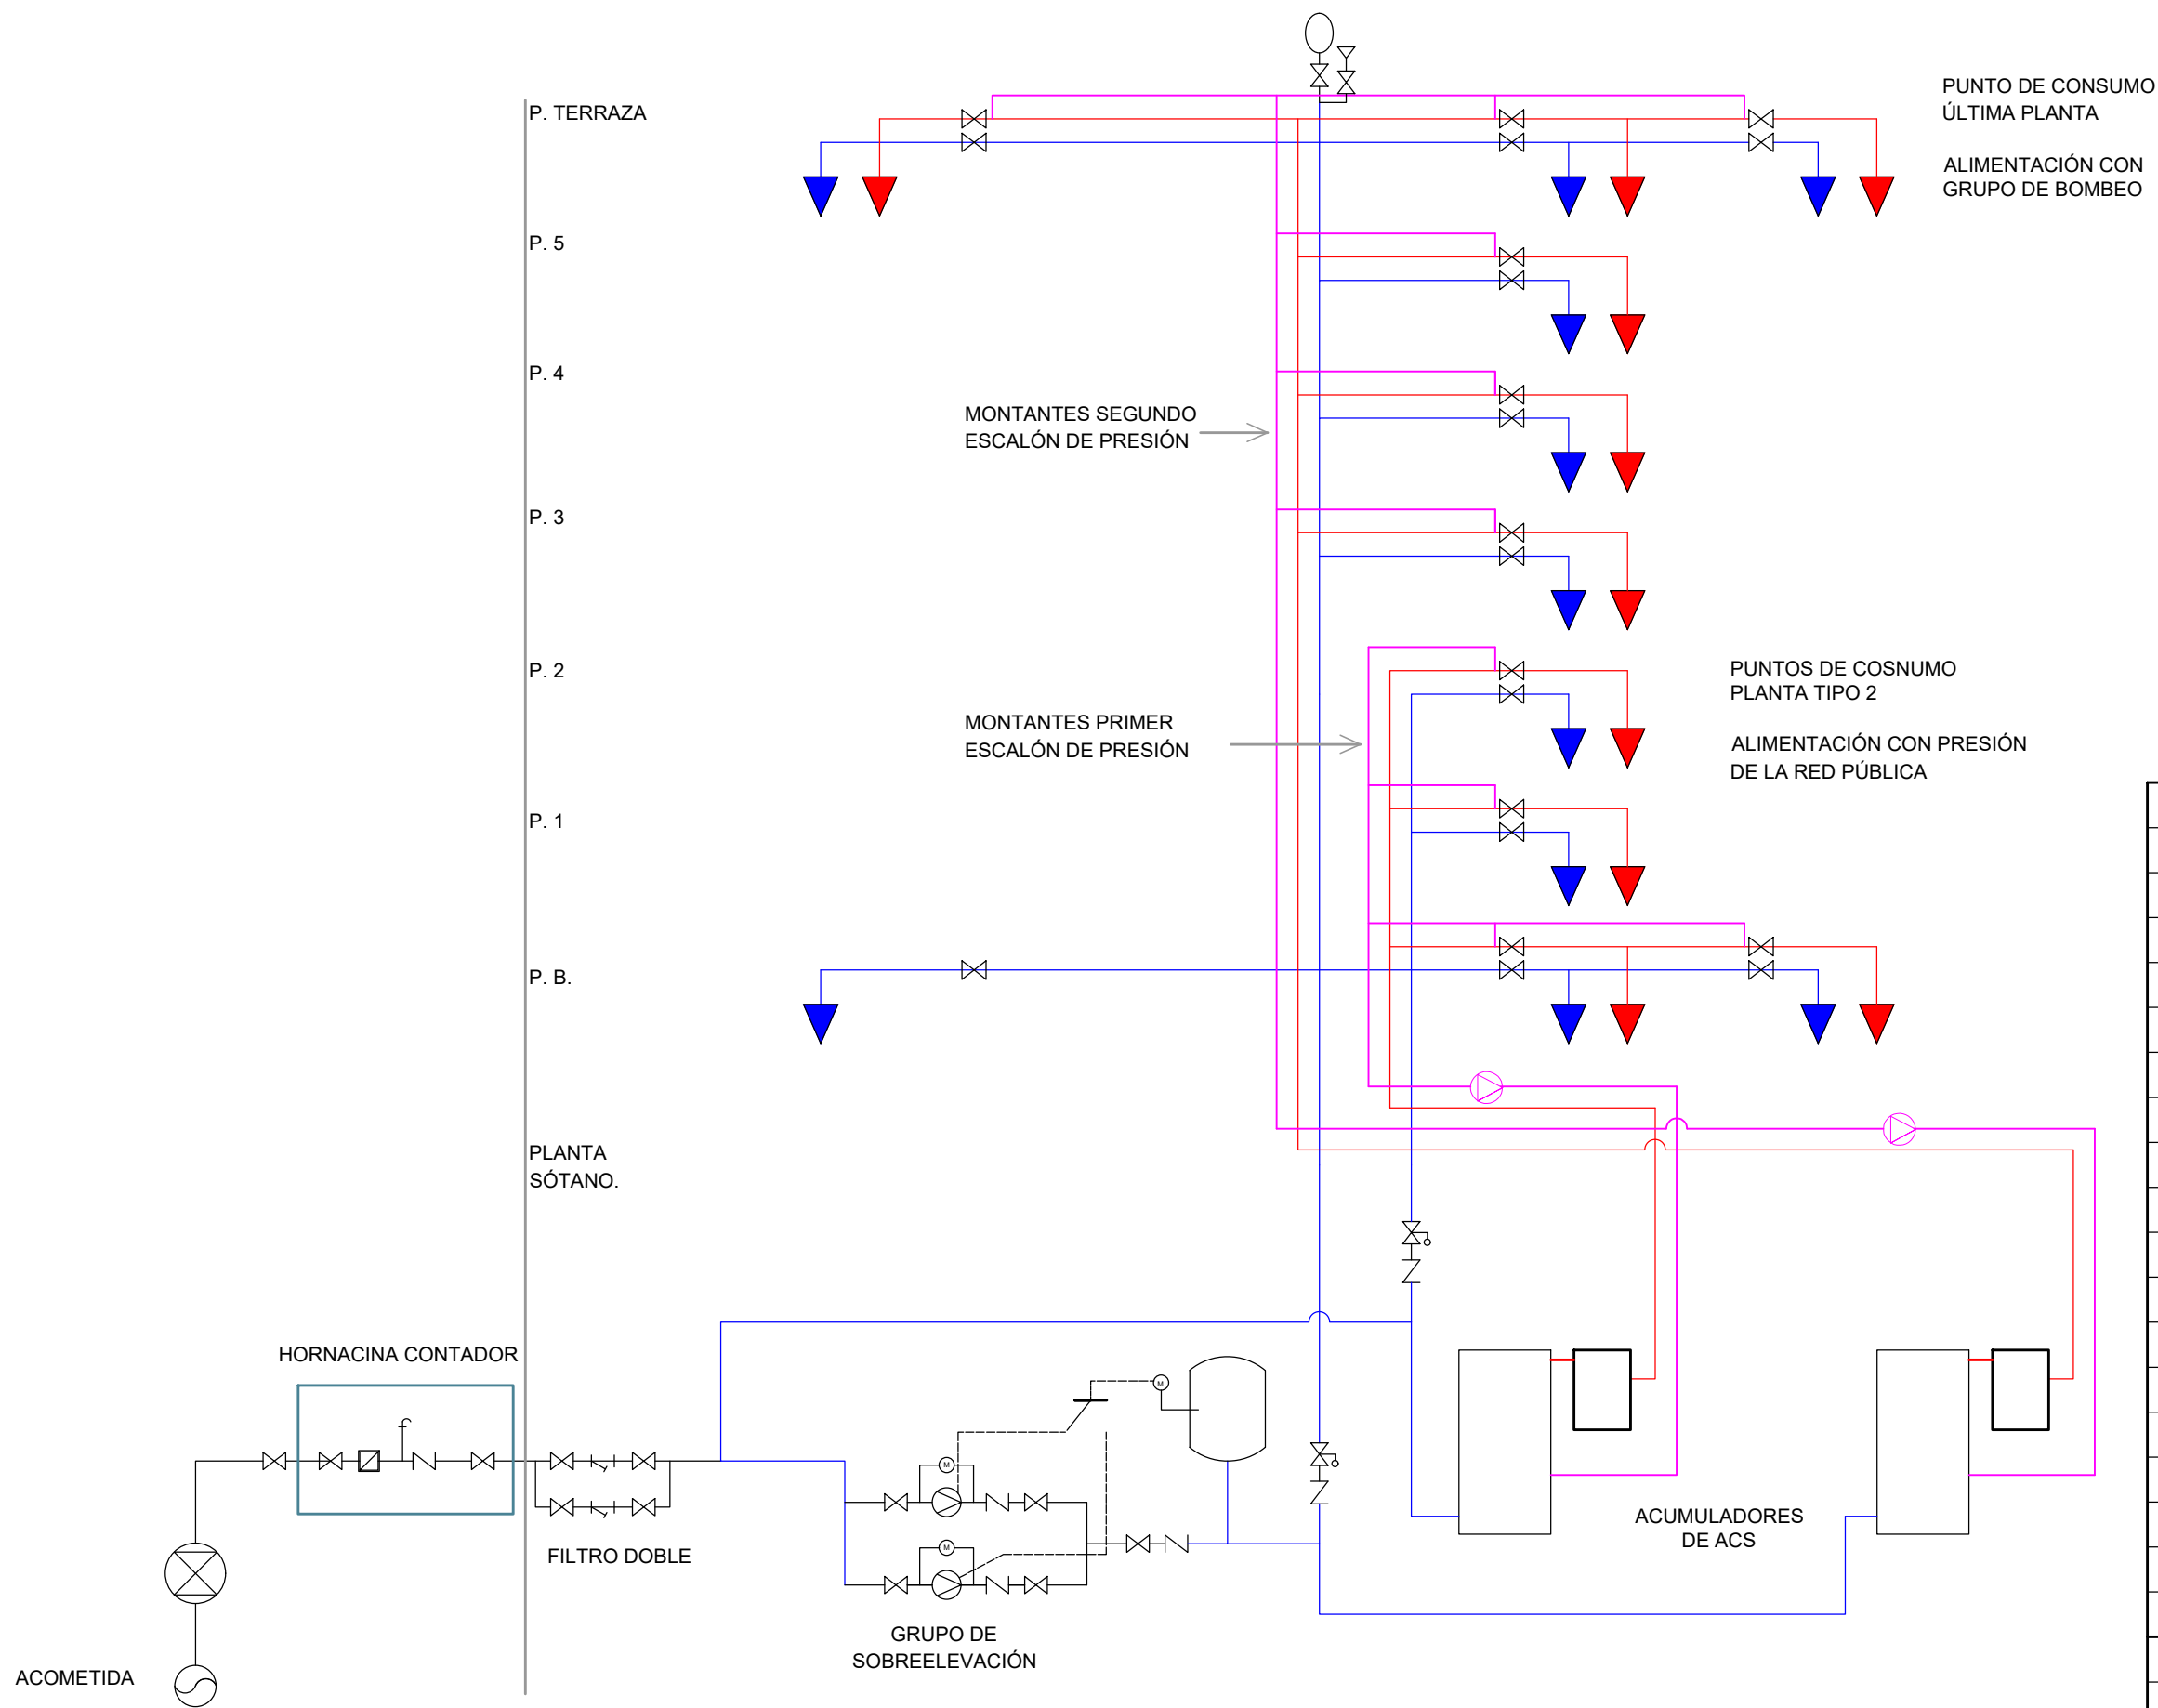 PUNTO DE CONSUMO
ÚLTIMA PLANTA
ALIMENTACIÓN CON
GRUPO DE BOMBEO
P. TERRAZA
P. 5
P. 4
MONTANTES SEGUNDO
ESCALÓN DE PRESIÓN
P. 3
P. 2
PUNTOS DE COSNUMO
PLANTA TIPO 2
MONTANTES PRIMER
ESCALÓN DE PRESIÓN
ALIMENTACIÓN CON PRESIÓN
DE LA RED PÚBLICA
P. 1
P. B.
PLANTA
SÓTANO.
HORNACINA CONTADOR
M
M
M
FILTRO DOBLE
ACUMULADORES
DE ACS
GRUPO DE
SOBREELEVACIÓN
ACOMETIDA